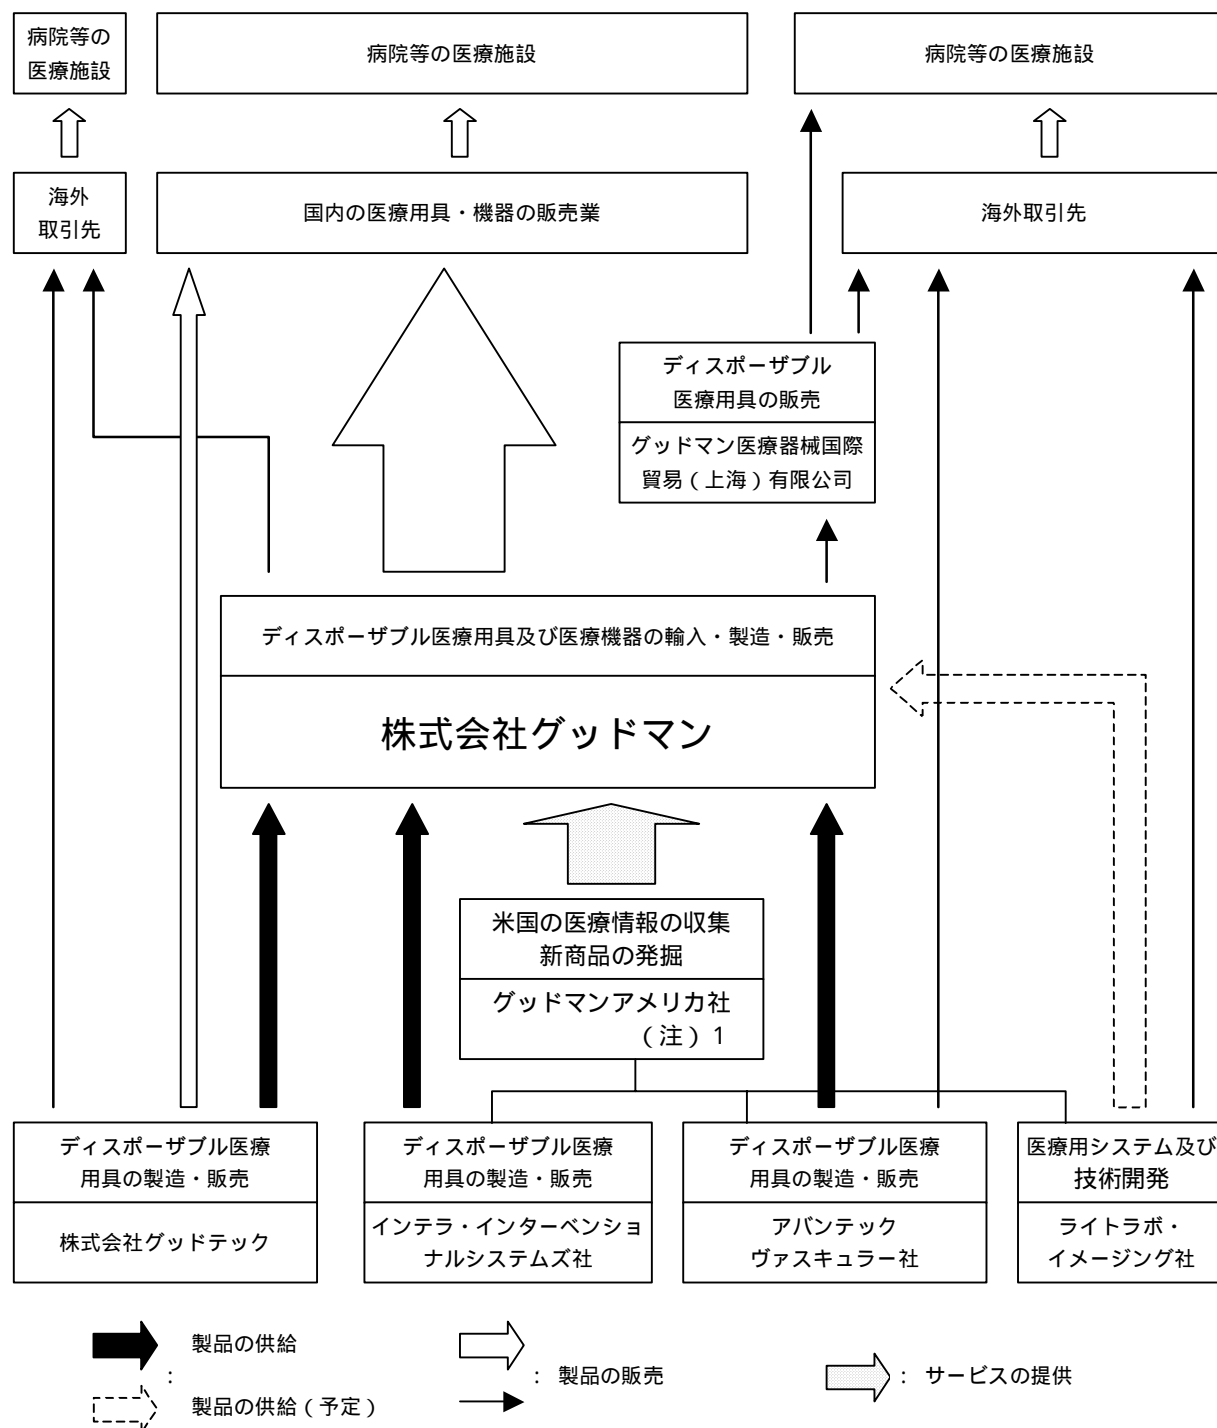 病院等の
医療施設
病院等の医療施設
病院等の医療施設
海外
取引先
国内の医療用具・機器の販売業
海外取引先
ディスポーザブル
医療用具の販売
グッドマン医療器械国際
貿易(上海)有限公司
ディスポーザブル医療用具及び医療機器の輸入・製造・販売
株式会社グッドマン
米国の医療情報の収集
新商品の発掘
グッドマンアメリカ社
(注)1
ディスポーザブル医療
用具の製造・販売
株式会社グッドテック
ディスポーザブル医療
用具の製造・販売
インテラ・インターベンショ
ナルシステムズ社
ディスポーザブル医療
用具の製造・販売
アバンテック
ヴァスキュラー社
医療用システム及び
技術開発
ライトラボ・
イメージング社
製品の供給
:
製品の供給(予定)
: 製品の販売
: サービスの提供